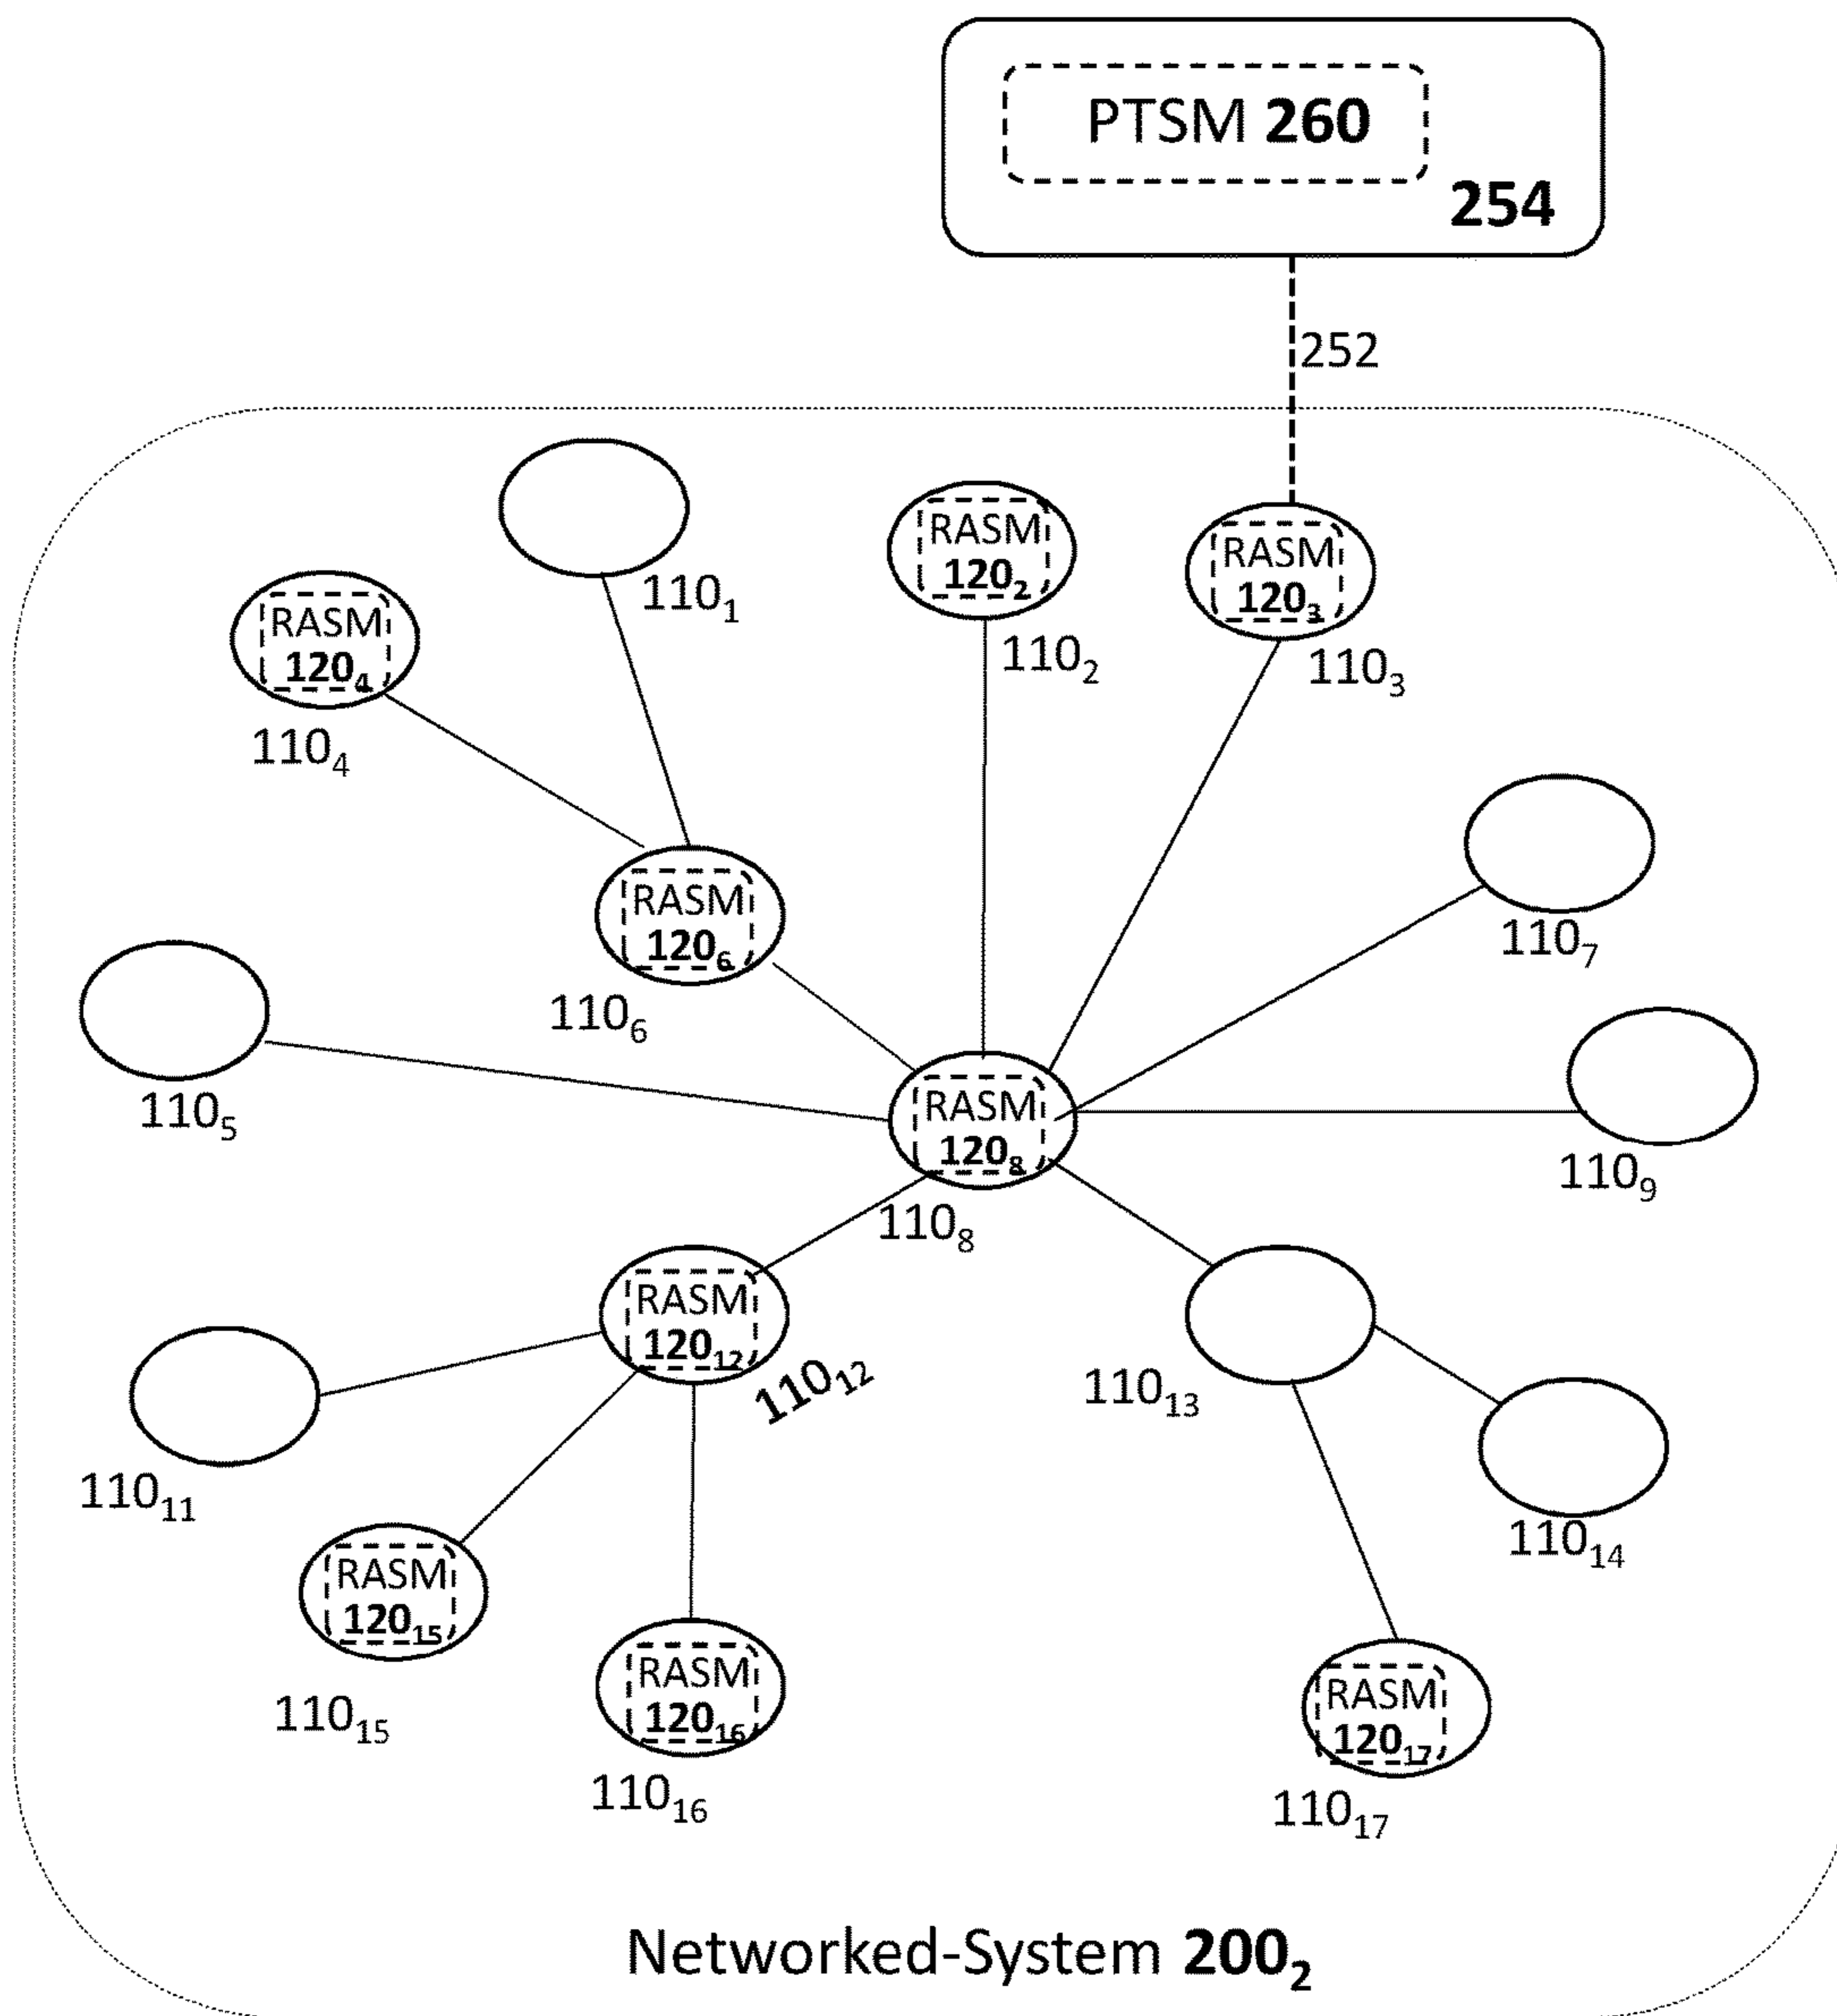 PTSM 260
254
252
110₁
RASM
120₂
110₂
RASM
120₃
110₃
RASM
120₄
110₄
110₇
RASM
120₆
110₆
110₅
RASM
120₈
110₈
110₉
RASM
120₁₂
110₁₂
110₁₃
110₁₁
110₁₄
RASM
120₁₅
110₁₅
RASM
120₁₆
110₁₆
RASM
120₁₇
110₁₇
Networked-System 200₂